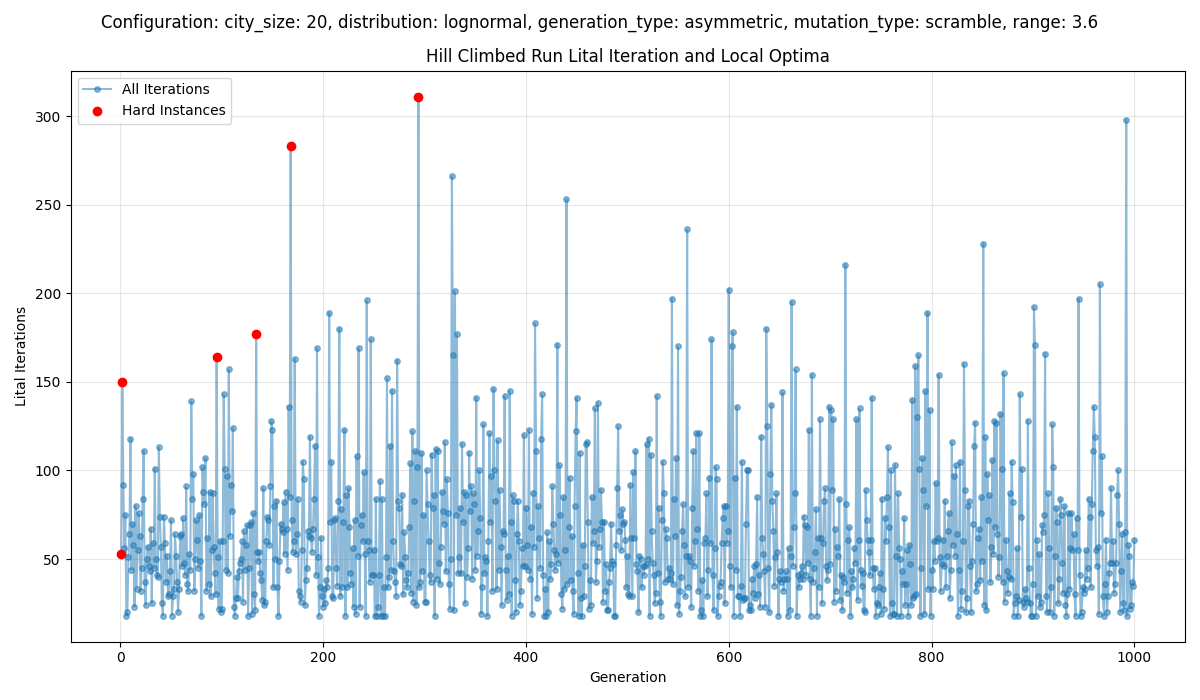 Configuration: city_size: 20, distribution: lognormal, generation_type: asymmetric, mutation_type: scramble, range: 3.6
Hill Climbed Run Lital Iteration and Local Optima
All Iterations
Hard Instances
Lital Iterations
300
250
200
150
100
50
0
200
400
600
800
1000
Generation